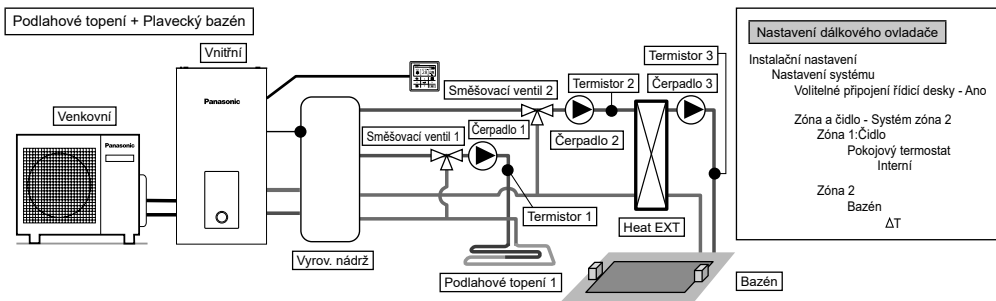 Podlahové topení + Plavecký bazén
Vnitřní
Panasonic
Venkovní
Panasonic
Směšovací ventil 2
Termistor 2
Termistor 3
Čerpadlo 3
Čerpadlo 1
Směšovací ventil 1
Čerpadlo 2
Termistor 1
Heat EXT
Vyrov. nádrž
Podlahové topení 1
Bazén
Nastavení dálkového ovladače
Instalační nastavení
Nastavení systému
Volitelné připojení řídicí desky - Ano
Zóna a čidlo - Systém zóna 2
Zóna 1:Čidlo
Pokojový termostat
Interní
Zóna 2
Bazén
ΔT